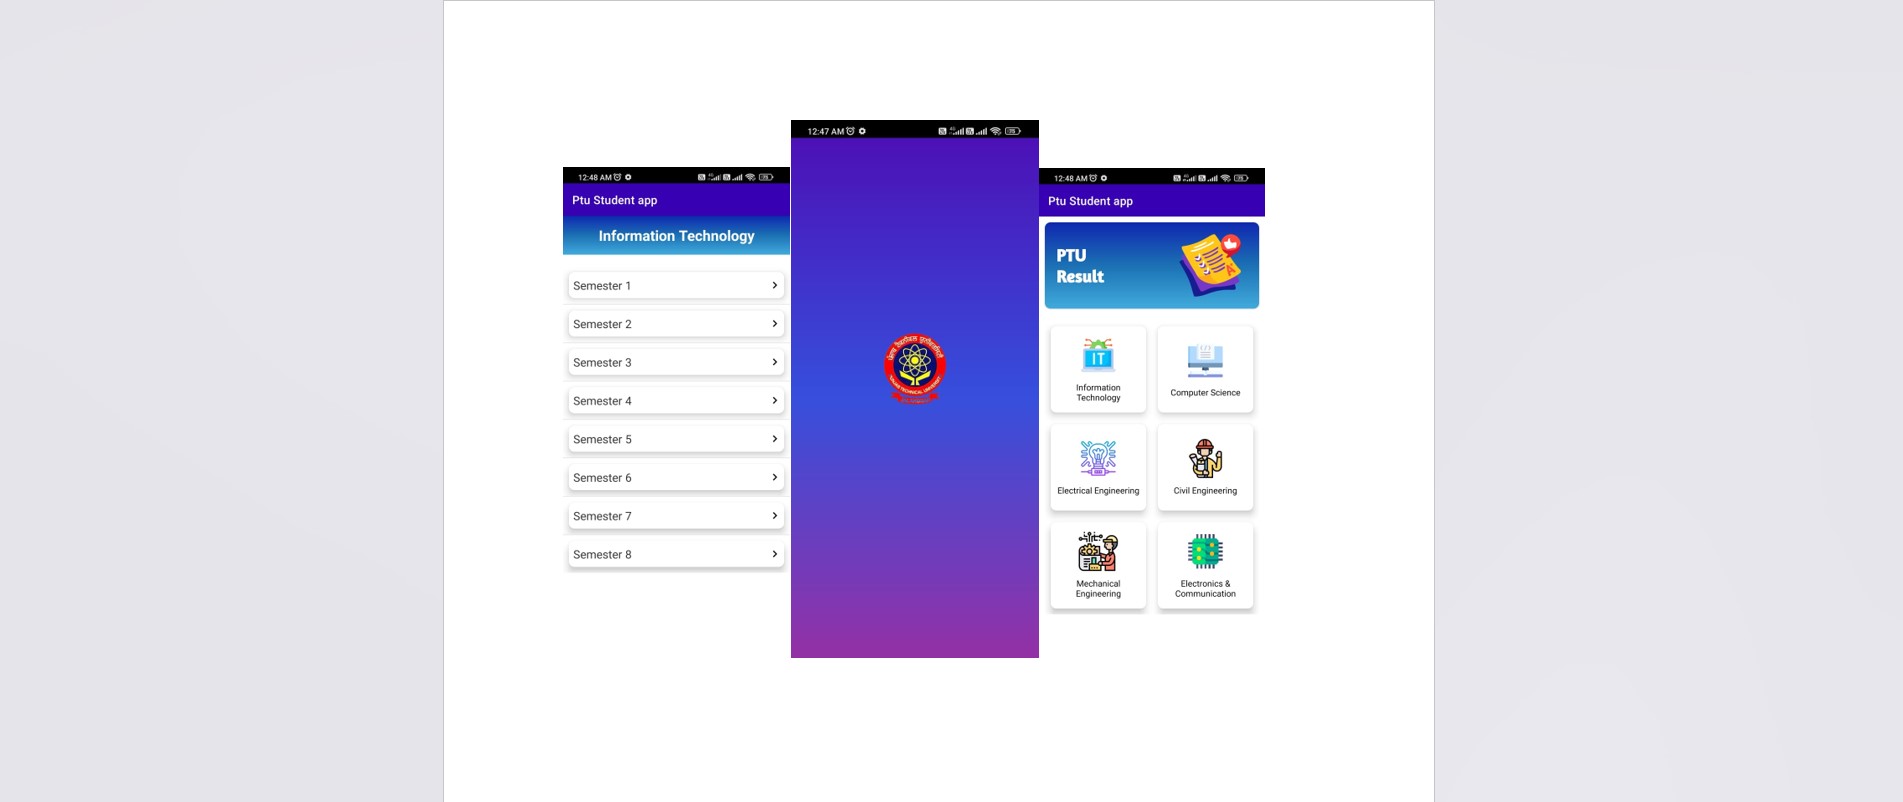 12:48 AM
Ptu Student app
Information Technology
Semester 1
Semester 2
Semester 3
Semester 4
Semester 5
Semester 6
Semester 7
Semester 8
12:47 AM
12:48 AM
Ptu Student app
PTU
Result
IT
Information
Technology
Computer Science
Electrical Engineering
Civil Engineering
Mechanical
Engineering
Electronics &
Communication